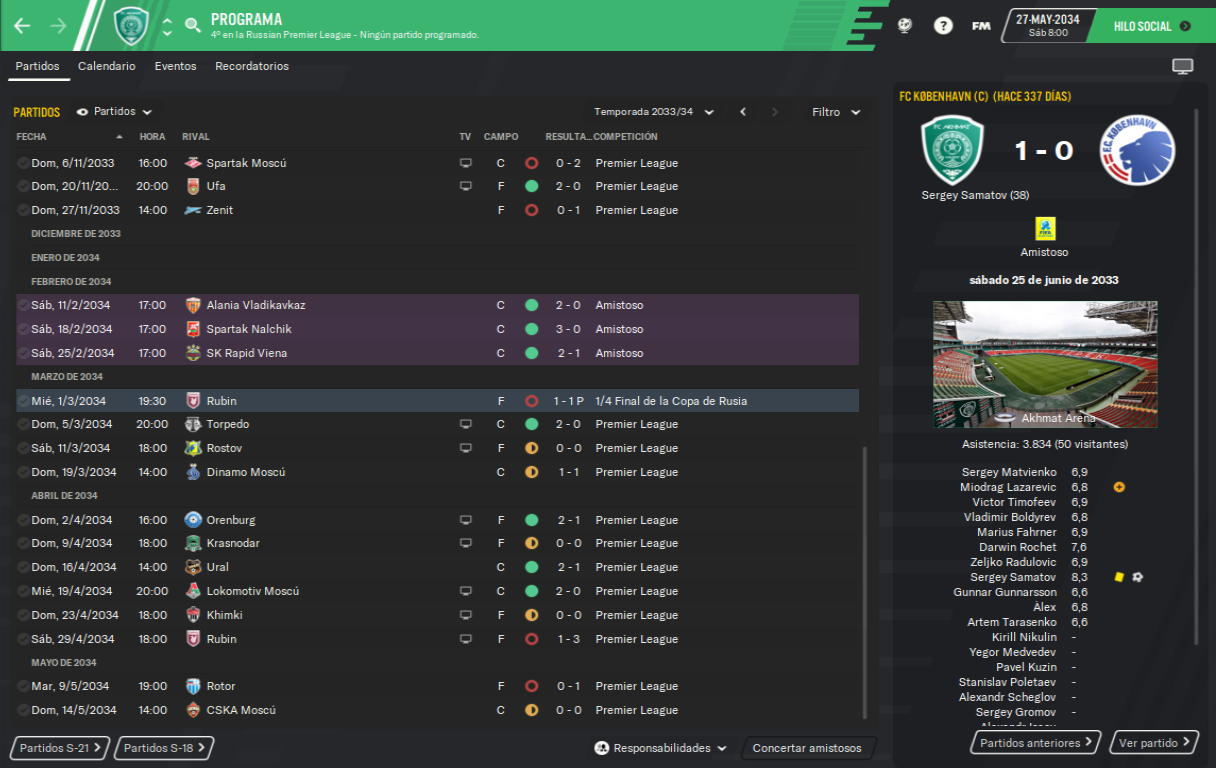 PROGRAMA
4º en la Russian Premier League - Ningún partido programado.
?
FM
27-MAY-2034
Sáb 8:00
HILO SOCIAL
Partidos Calendario Eventos Recordatorios
PARTIDOS Partidos Temporada 2033/34 Filtro
FECHA HORA RIVAL TV CAMPO RESULTA... COMPETICIÓN
Dom, 6/11/2033 16:00 Spartak Moscú C 0 - 2 Premier League
Dom, 20/11/20... 20:00 Ufa F 2 - 0 Premier League
Dom, 27/11/2033 14:00 Zenit F 0 - 1 Premier League
DICIEMBRE DE 2033
ENERO DE 2034
FEBRERO DE 2034
Sáb, 11/2/2034 17:00 Alania Vladikavkaz C 2 - 0 Amistoso
Sáb, 18/2/2034 17:00 Spartak Nalchik C 3 - 0 Amistoso
Sáb, 25/2/2034 17:00 SK Rapid Viena C 2 - 1 Amistoso
MARZO DE 2034
Mié, 1/3/2034 19:30 Rubin F 1 - 1 P 1/4 Final de la Copa de Rusia
Dom, 5/3/2034 20:00 Torpedo C 2 - 0 Premier League
Sáb, 11/3/2034 18:00 Rostov F 0 - 0 Premier League
Dom, 19/3/2034 14:00 Dinamo Moscú C 1 - 1 Premier League
ABRIL DE 2034
Dom, 2/4/2034 16:00 Orenburg F 2 - 1 Premier League
Dom, 9/4/2034 18:00 Krasnodar F 0 - 0 Premier League
Dom, 16/4/2034 14:00 Ural C 2 - 1 Premier League
Mié, 19/4/2034 20:00 Lokomotiv Moscú C 2 - 0 Premier League
Dom, 23/4/2034 18:00 Khimki F 0 - 0 Premier League
Sáb, 29/4/2034 18:00 Rubin F 1 - 3 Premier League
MAYO DE 2034
Mar, 9/5/2034 19:00 Rotor F 0 - 1 Premier League
Dom, 14/5/2034 14:00 CSKA Moscú C 0 - 0 Premier League
Partidos S-21 Partidos S-18 Responsabilidades Concertar amistosos
FC KØBENHAVN (C) (HACE 337 DÍAS)
FC AKHMAT
F.C. KØBENHAVN
1 - 0
Sergey Samatov (38)
FIFA
Amistoso
sábado 25 de junio de 2033
Akhmat Arena
Asistencia: 3.834 (50 visitantes)
Sergey Matvienko 6,9
Miodrag Lazarevic 6,8
Victor Timofeev 6,9
Vladimir Boldyrev 6,8
Marius Fahrner 6,9
Darwin Rochet 7,6
Zeljko Radulovic 6,9
Sergey Samatov 8,3
Gunnar Gunnarsson 6,6
Àlex 6,8
Artem Tarasenko 6,6
Kirill Nikulin -
Yegor Medvedev -
Pavel Kuzin -
Stanislav Poletaev -
Alexandr Scheglov -
Sergey Gromov -
Partidos anteriores Ver partido